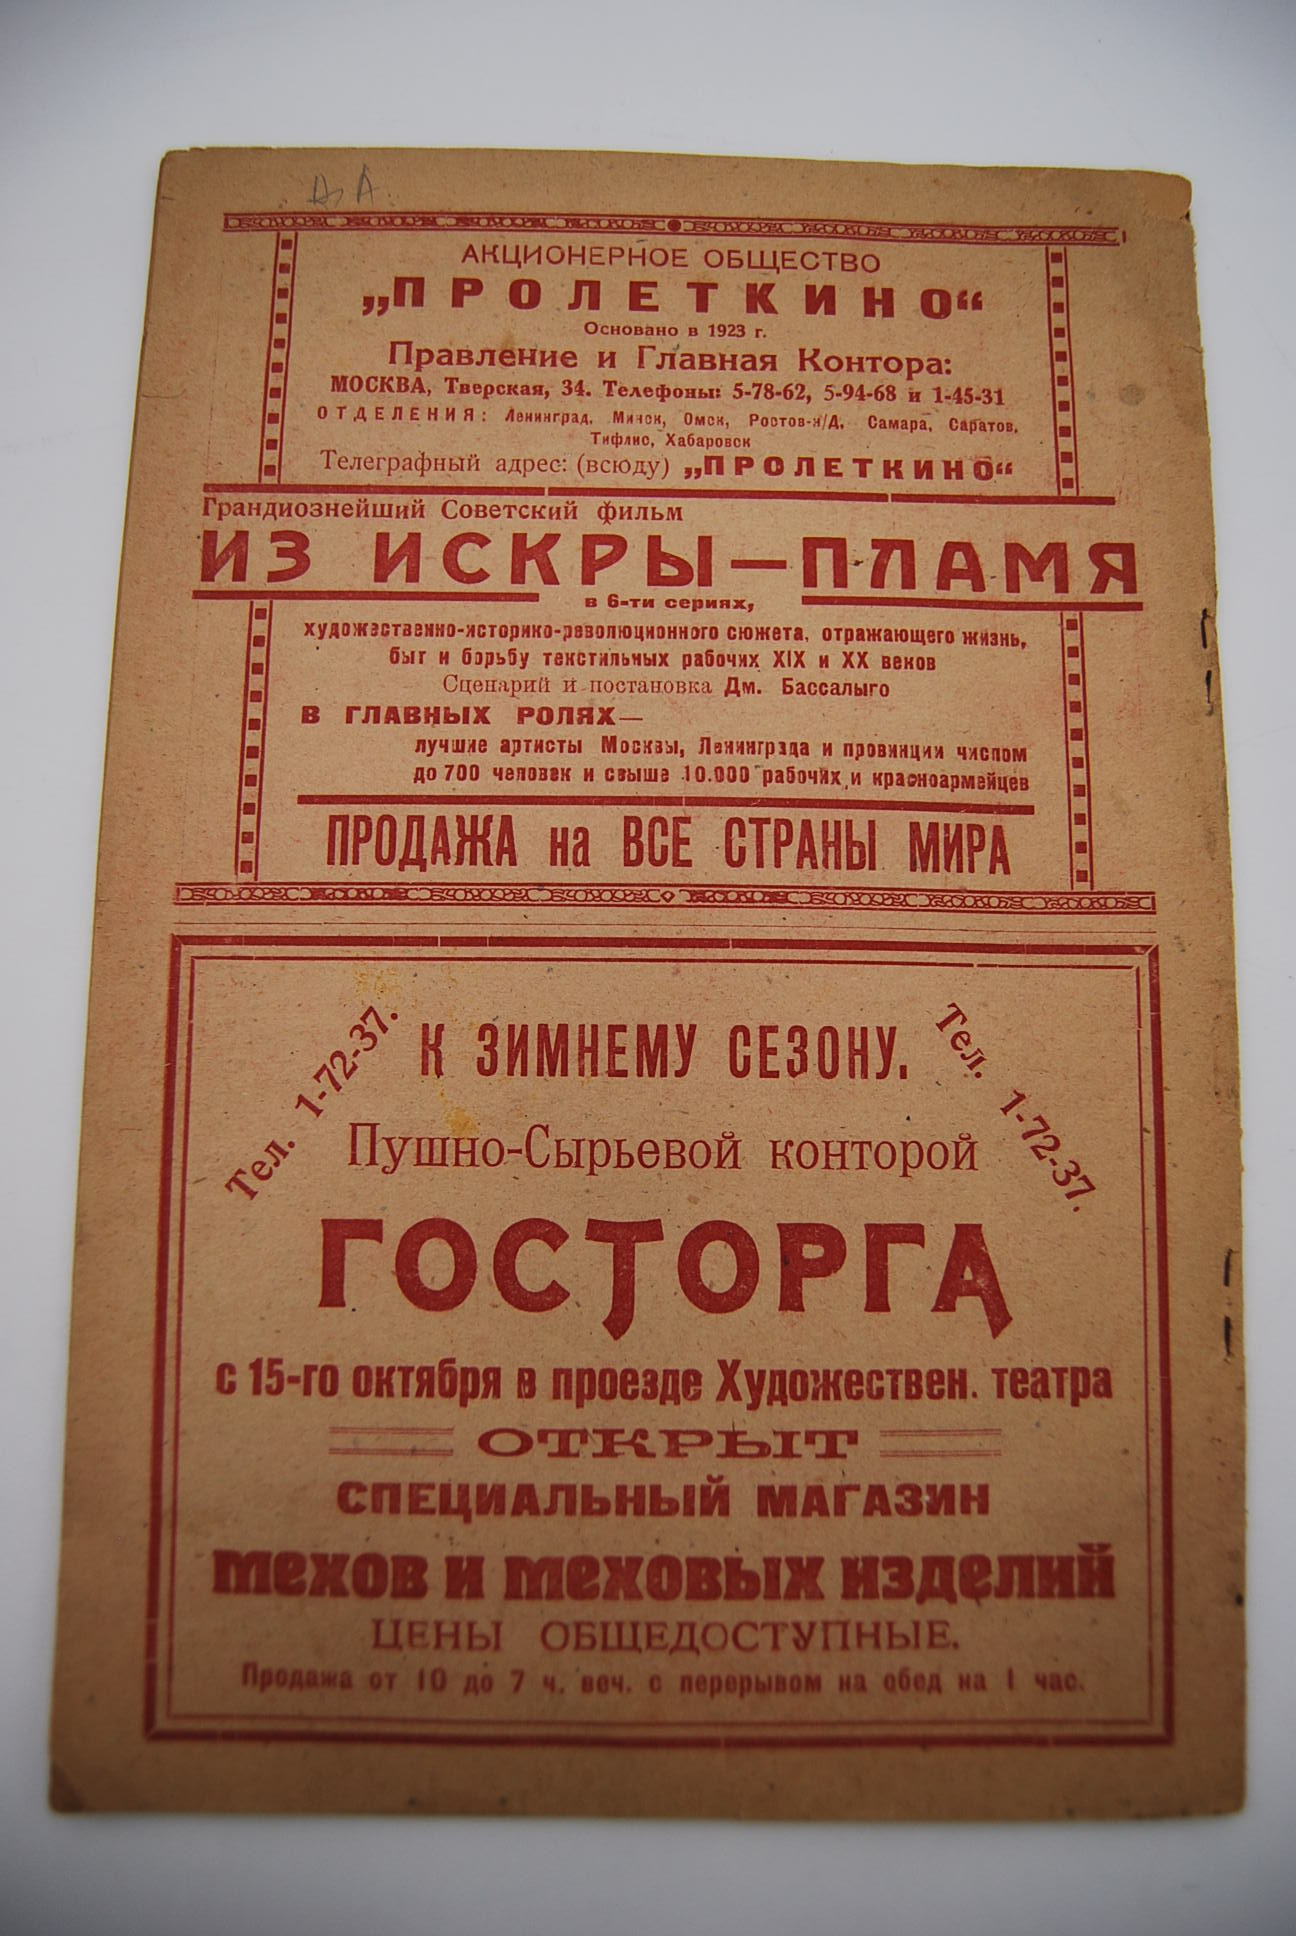 АКЦИОНЕРНОЕ ОБЩЕСТВО
„ПРОЛЕТКИНО“
Основано в 1923 г.
Правление и Главная Контора:
МОСКВА, Тверская, 34. Телефоны: 5-78-62, 5-94-68 и 1-45-31
ОТДЕЛЕНИЯ: Ленинград, Минск, Омск, Ростов-н/Д, Самара, Саратов,
Тифлис, Хабаровск
Телеграфный адрес: (всюду) „ПРОЛЕТКИНО“
Грандиознейший Советский фильм
ИЗ ИСКРЫ—ПЛАМЯ
в 6-ти сериях,
художественно-историко-революционного сюжета, отражающего жизнь,
быт и борьбу текстильных рабочих XIX и XX веков
Сценарий и постановка Дм. Бассалыго
В ГЛАВНЫХ РОЛЯХ—
лучшие артисты Москвы, Ленинграда и провинции числом
до 700 человек и свыше 10.000 рабочих и красноармейцев
ПРОДАЖА на ВСЕ СТРАНЫ МИРА
Тел. 1-72-37.
К ЗИМНЕМУ СЕЗОНУ.
Тел. 1-72-37.
Пушно-Сырьевой конторой
ГОСТОРГА
с 15-го октября в проезде Художествен. театра
ОТКРЫТ
СПЕЦИАЛЬНЫЙ МАГАЗИН
мехов и меховых изделий
ЦЕНЫ ОБЩЕДОСТУПНЫЕ.
Продажа от 10 до 7 ч. веч. с перерывом на обед на 1 час.